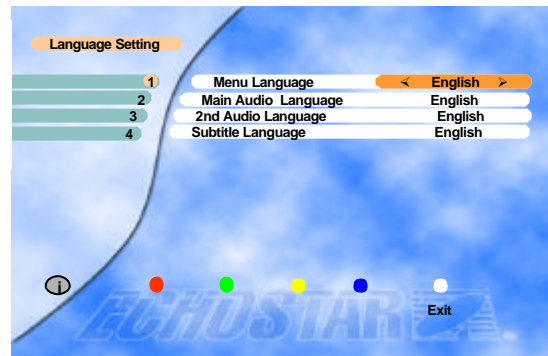 Language Setting
1 Menu Language English
2 Main Audio Language English
3 2nd Audio Language English
4 Subtitle Language English
i
Exit
ECHOSTAR